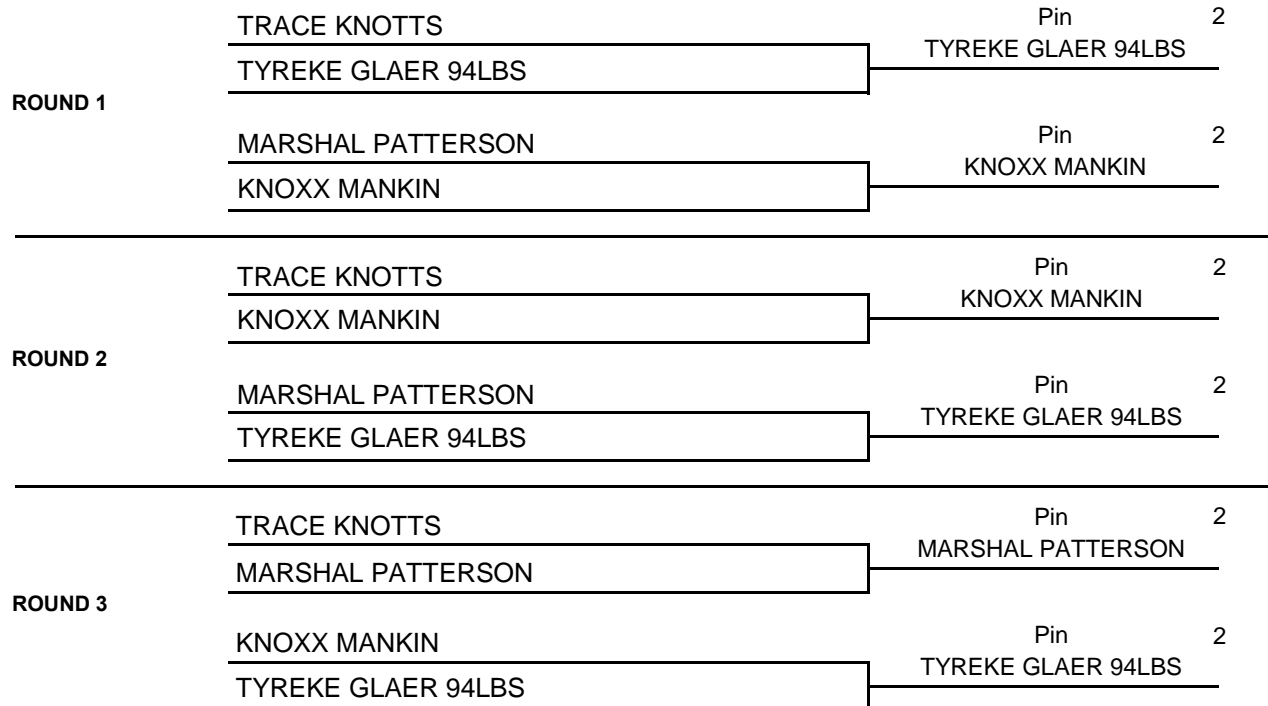 TRACE KNOTTS
Pin 2
TYREKE GLAER 94LBS
TYREKE GLAER 94LBS
ROUND 1
MARSHAL PATTERSON
Pin 2
KNOXX MANKIN
KNOXX MANKIN
TRACE KNOTTS
Pin 2
KNOXX MANKIN
KNOXX MANKIN
ROUND 2
MARSHAL PATTERSON
Pin 2
TYREKE GLAER 94LBS
TYREKE GLAER 94LBS
TRACE KNOTTS
Pin 2
MARSHAL PATTERSON
MARSHAL PATTERSON
ROUND 3
KNOXX MANKIN
Pin 2
TYREKE GLAER 94LBS
TYREKE GLAER 94LBS